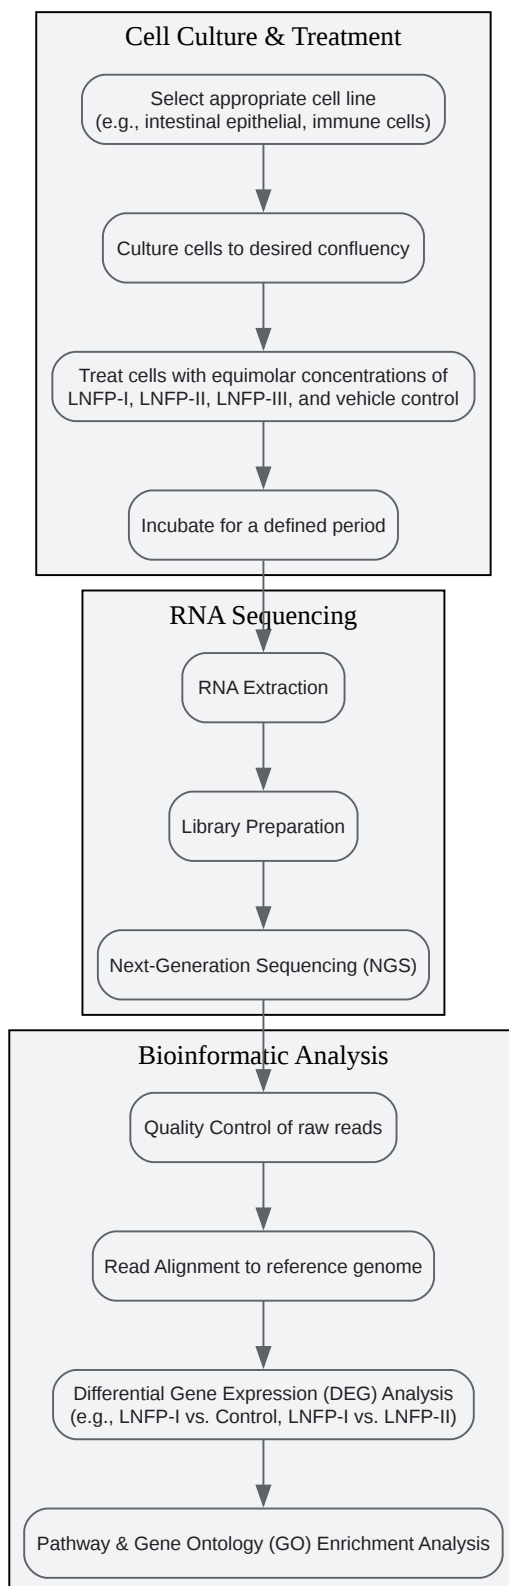 Cell Culture & Treatment
Select appropriate cell line
(e.g., intestinal epithelial, immune cells)
Culture cells to desired confluency
Treat cells with equimolar concentrations of
LNFP-I, LNFP-II, LNFP-III, and vehicle control
Incubate for a defined period
RNA Sequencing
RNA Extraction
Library Preparation
Next-Generation Sequencing (NGS)
Bioinformatic Analysis
Quality Control of raw reads
Read Alignment to reference genome
Differential Gene Expression (DEG) Analysis
(e.g., LNFP-I vs. Control, LNFP-I vs. LNFP-II)
Pathway & Gene Ontology (GO) Enrichment Analysis